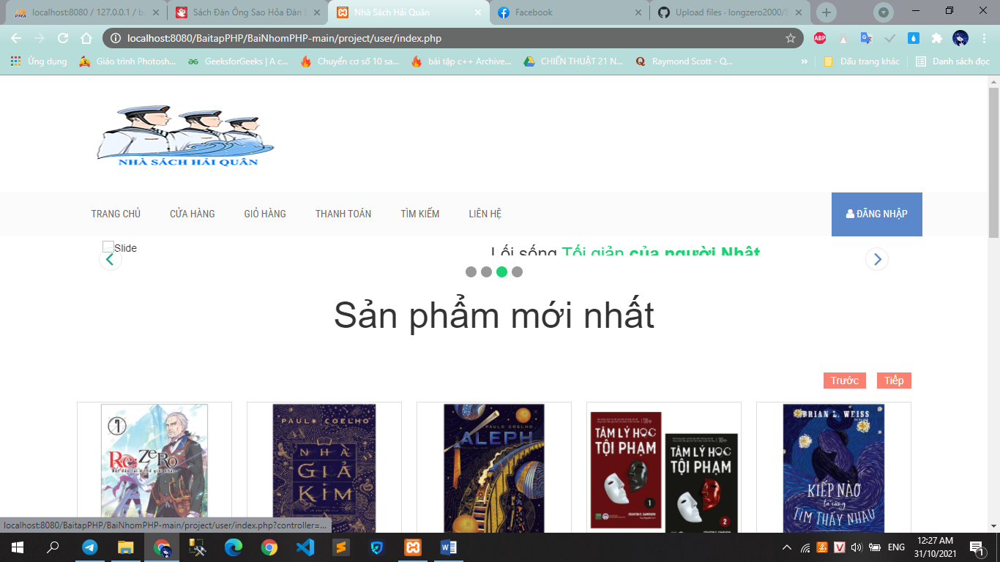 localhost:8080 / 127.0.0.1 / b
Sách Đàn Ông Sao Hỏa Đàn
Nhà Sách Hải Quân
Facebook
Upload files · longzero2000/B
localhost:8080/BaitapPHP/BaiNhomPHP-main/project/user/index.php
Ứng dụng
Giáo trình Photosh...
GeeksforGeeks | A c...
Chuyển cơ số 10 sa...
bài tập c++ Archive...
CHIẾN THUẬT 21 N...
Raymond Scott - Q...
»
Dấu trang khác
Danh sách đọc
NHÀ SÁCH HẢI QUÂN
TRANG CHỦ
CỬA HÀNG
GIỎ HÀNG
THANH TOÁN
TÌM KIẾM
LIÊN HỆ
ĐĂNG NHẬP
Slide
Lối sống Tối giản của người Nhật
Sản phẩm mới nhất
Trước
Tiếp
1
Re:ZeRo
Bắt đầu lại ở thế giới khác
PAULO COELHO
NHÀ
GIẢ
KIM
PAULO COELHO
ALEPH
TÂM LÝ HỌC
TỘI PHẠM
1
TÂM LÝ HỌC
TỘI PHẠM
2
BRIAN L. WEISS
KIẾP NÀO
ta cũng
TÌM THẤY NHAU
localhost:8080/BaitapPHP/BaiNhomPHP-main/project/user/index.php?controller=...
ENG
12:27 AM
31/10/2021
1